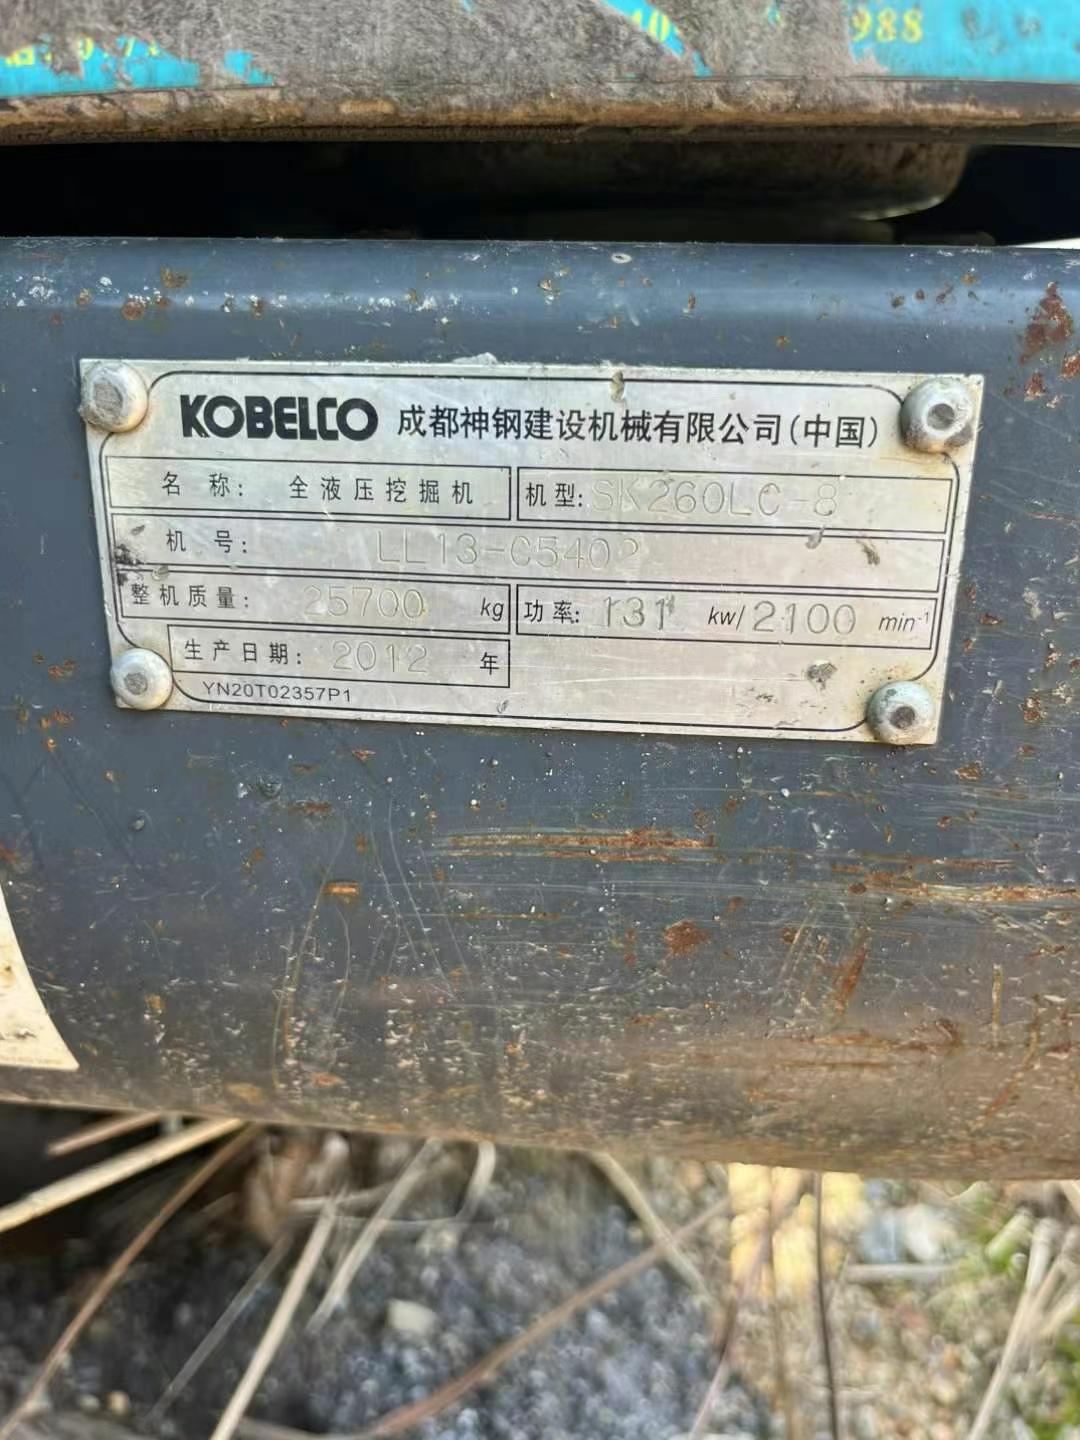 988
KOBELCO 成都神钢建设机械有限公司(中国)
名 称: 全液压挖掘机 机型: SK260LC-8
机 号: LL13-C5402
整机质量: 25700 kg 功率: 131 kw/2100 min-1
生产日期: 2012 年
YN20T02357P1